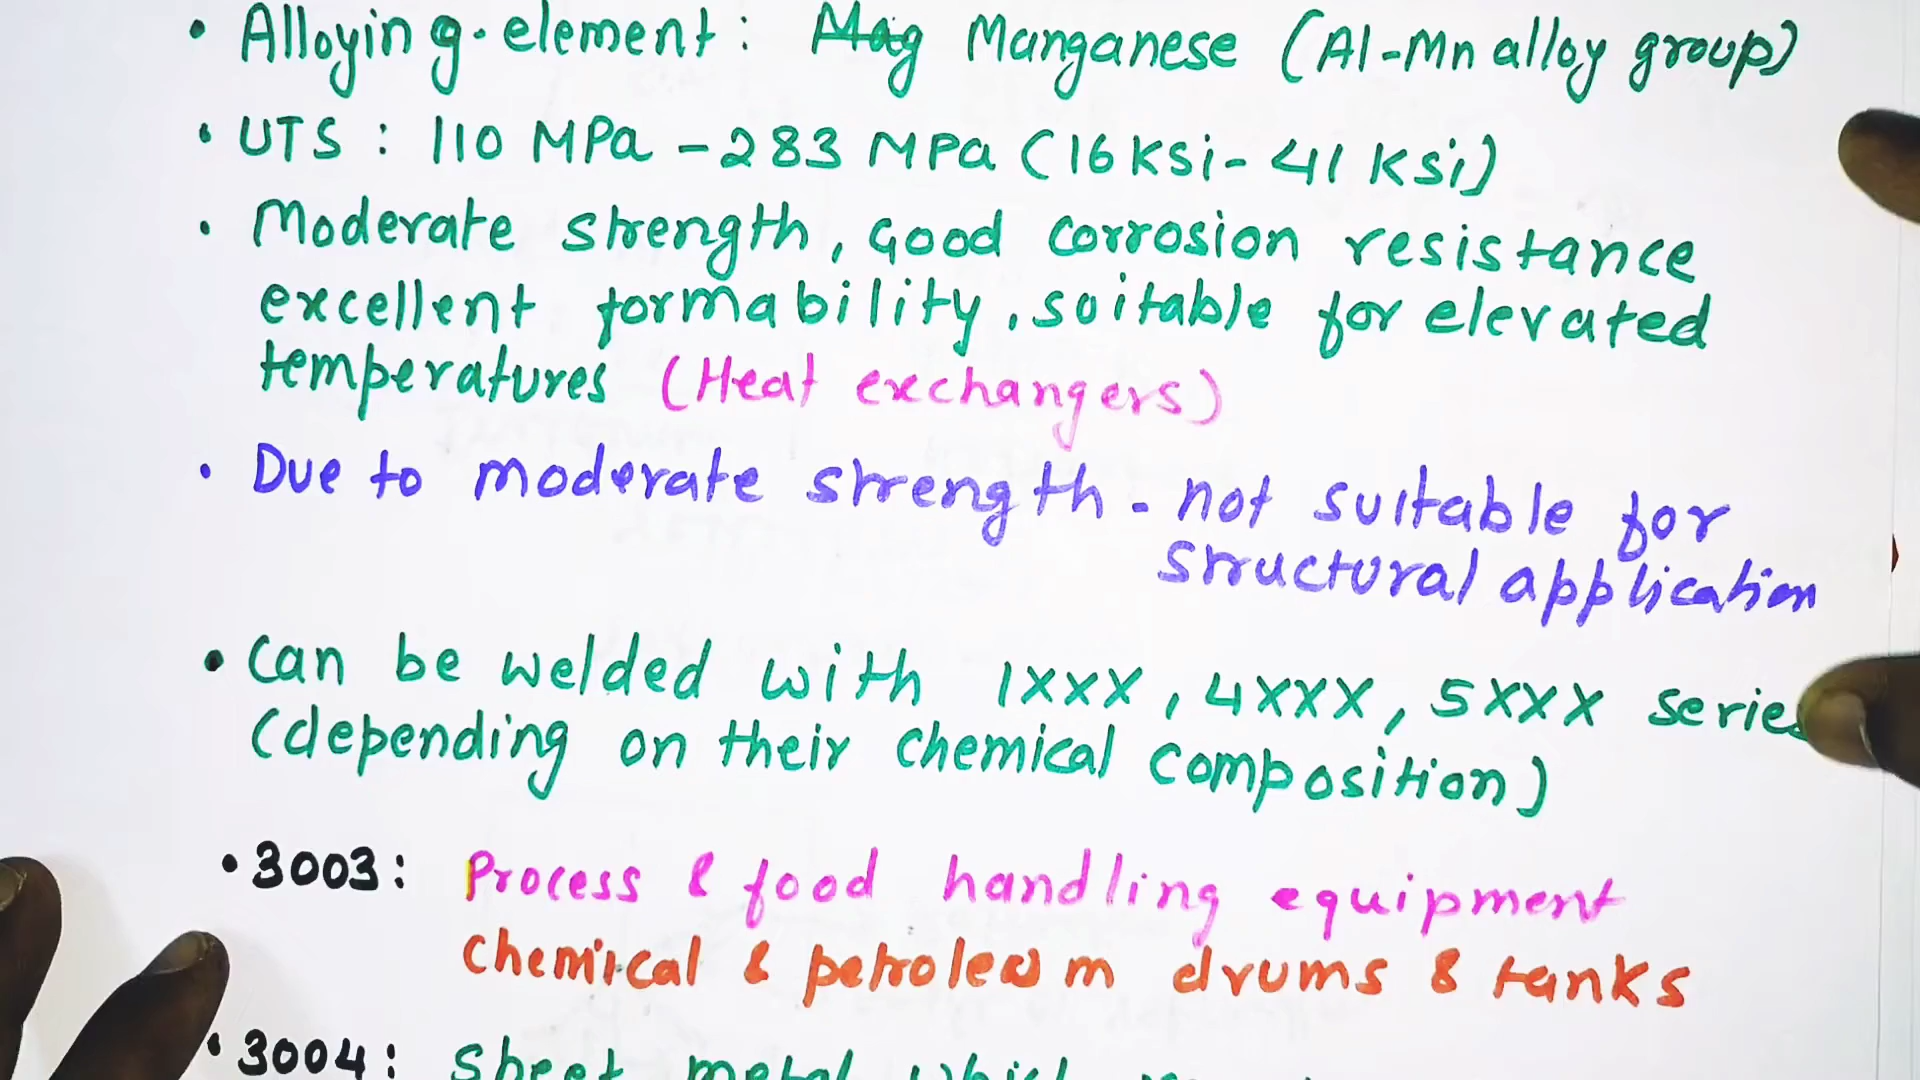 • Alloying. element : Mag Manganese (Al-Mn alloy group)
• UTS : 110 MPa - 283 MPa (16 Ksi - 41 Ksi)
• Moderate strength, Good corrosion resistance
excellent formability, suitable for elevated
temperatures (Heat exchangers)
• Due to moderate strength - not suitable for
structural application
• Can be welded with 1XXX, 4XXX, 5XXX series
(depending on their chemical composition)
• 3003: Process & food handling equipment
Chemical & petroleum drums & tanks
• 3004: Sheet metal which